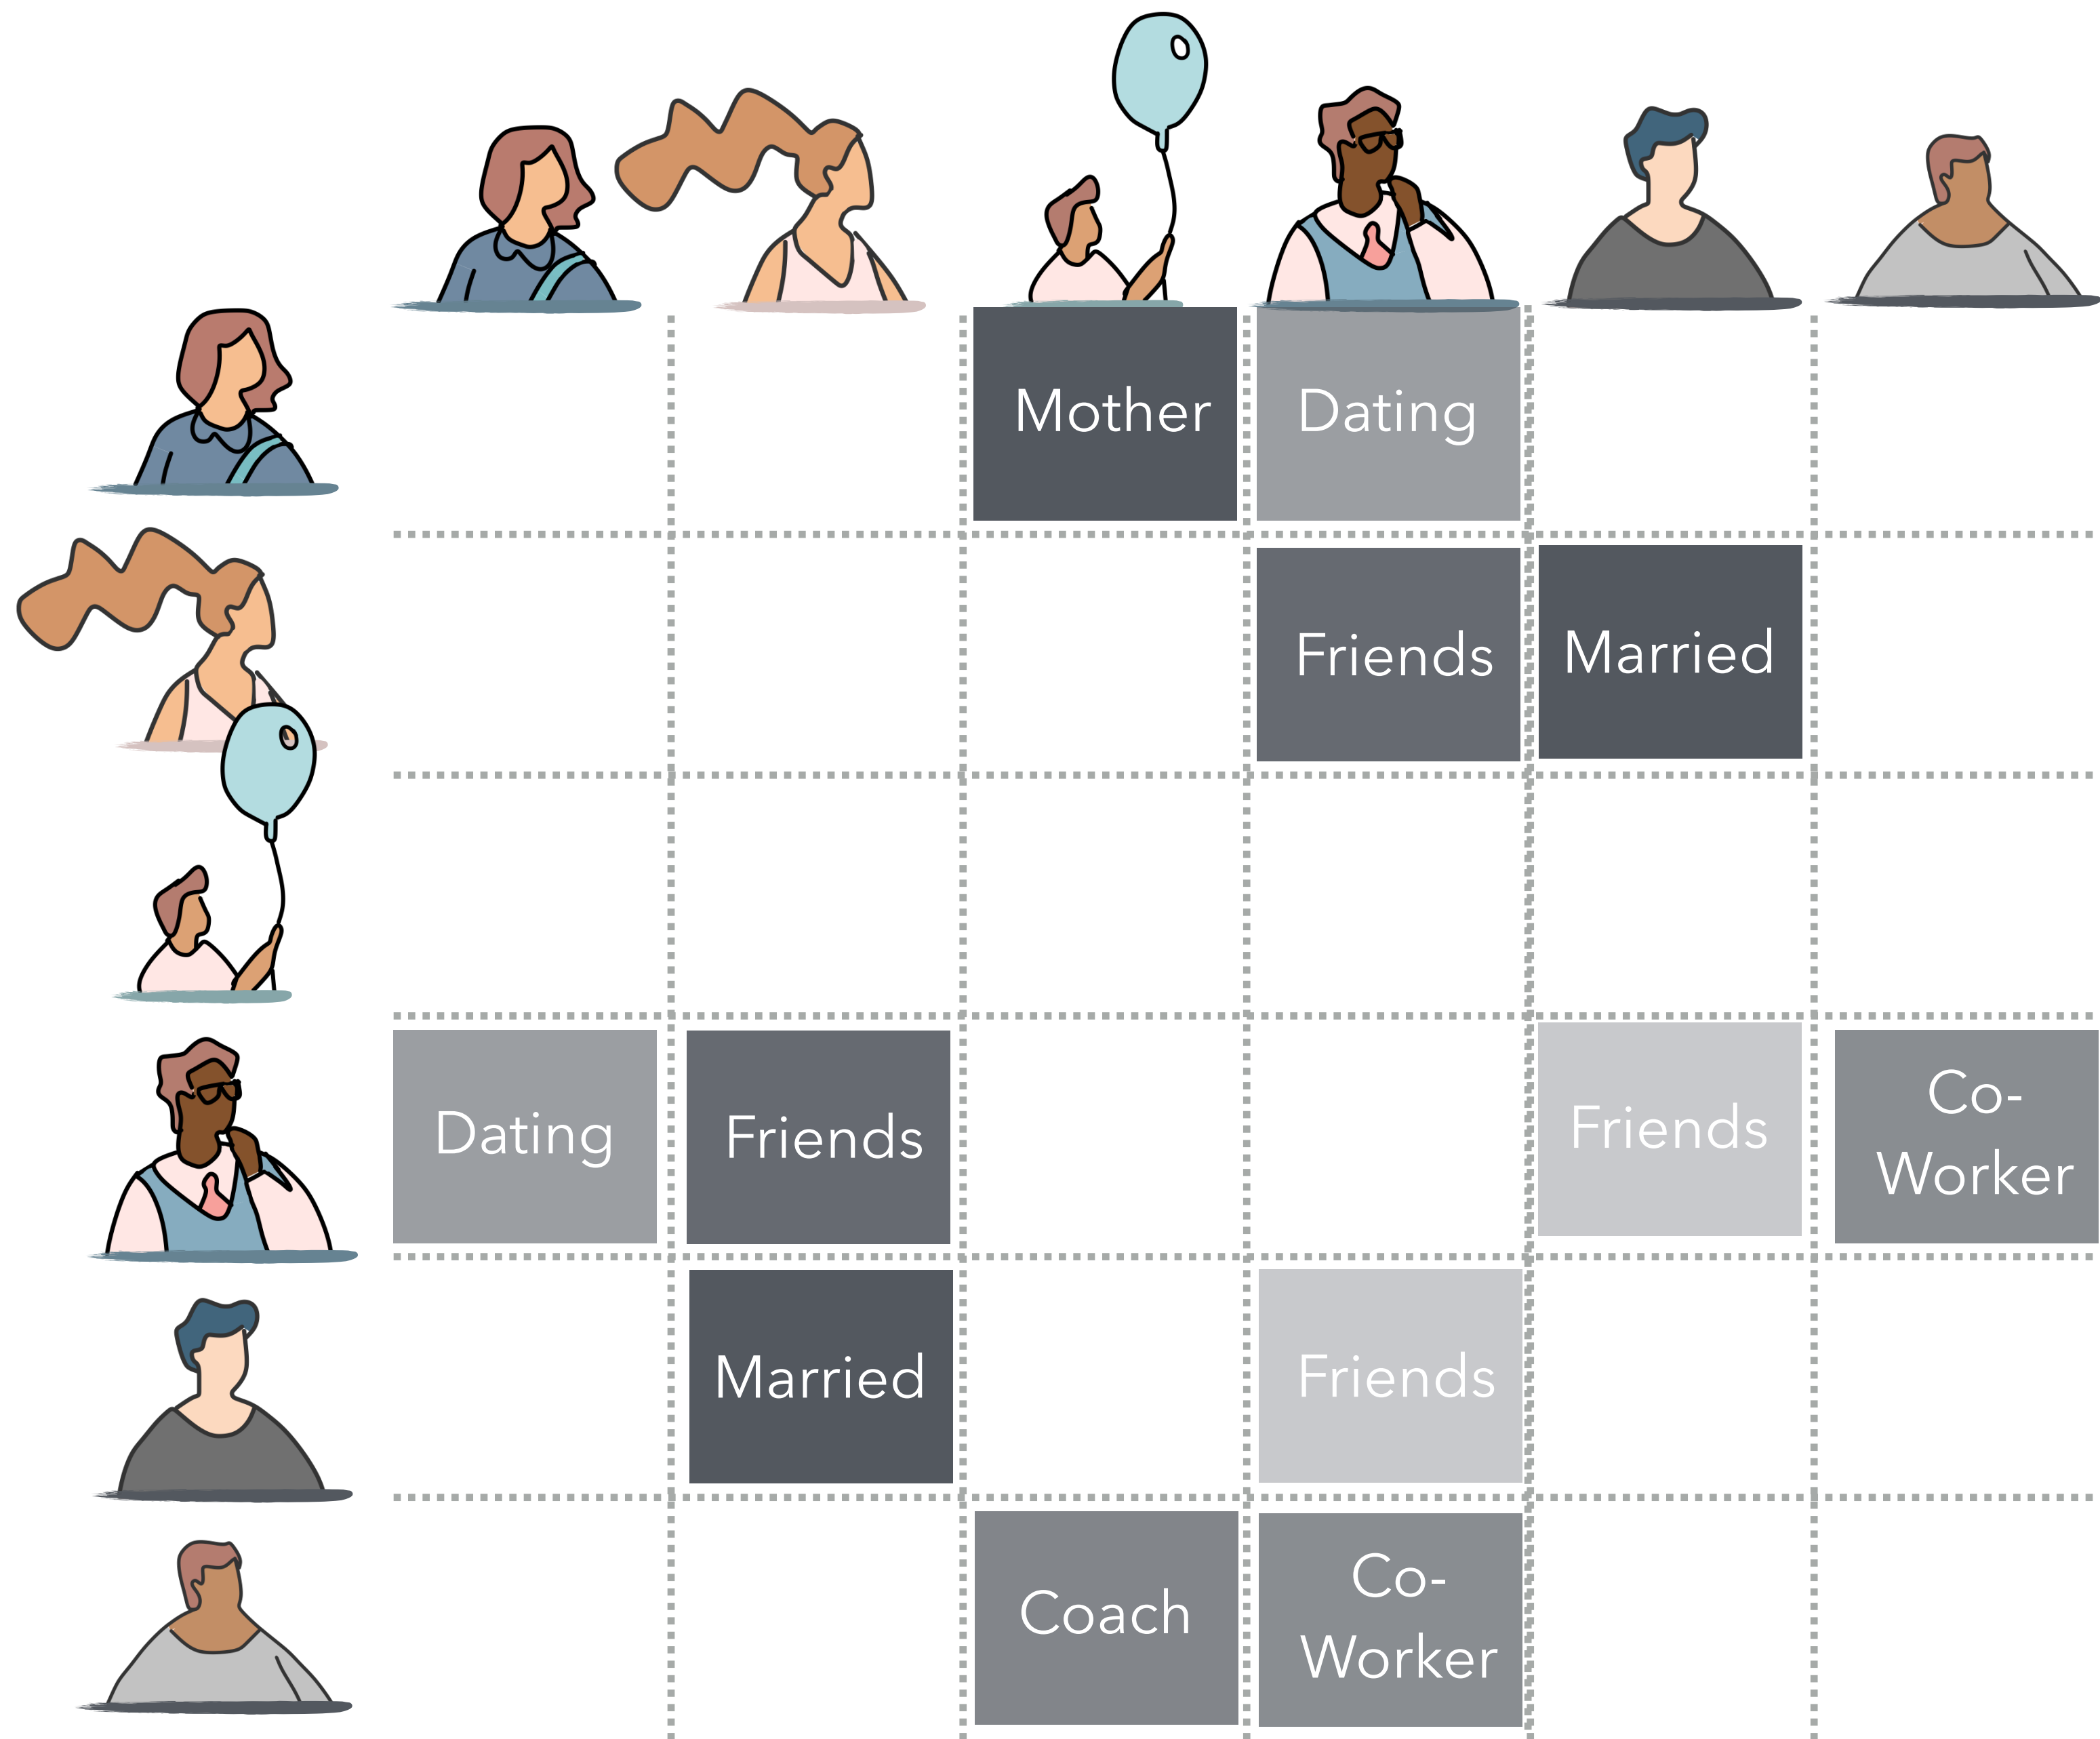 Mother
Dating
Friends
Married
Dating
Friends
Friends
Co-
Worker
Married
Friends
Coach
Co-
Worker